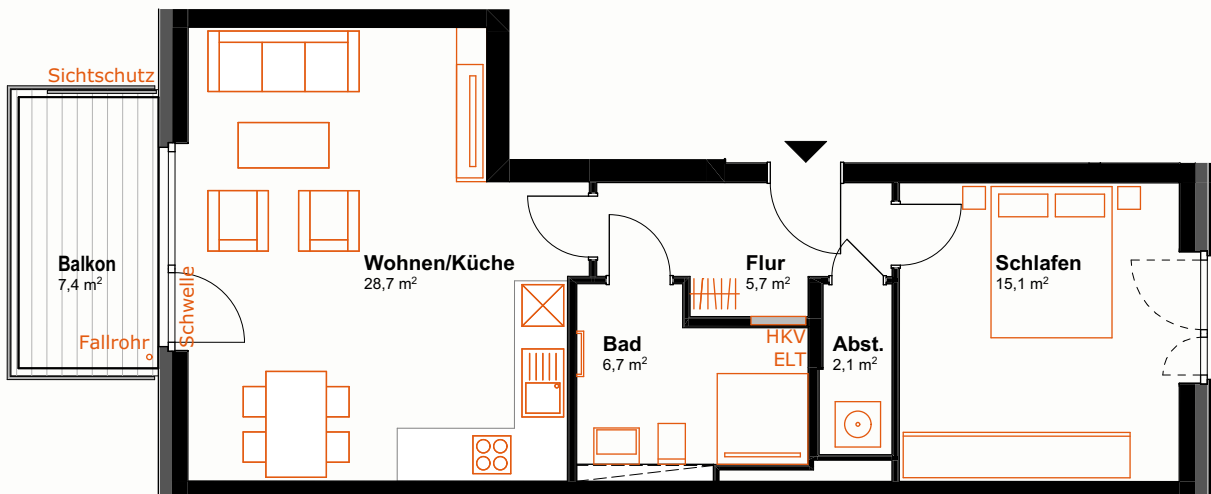 Sichtschutz
Balkon
7,4 m²
Fallrohr
Schwelle
Wohnen/Küche
28,7 m²
Flur
5,7 m²
Schlafen
15,1 m²
Bad
6,7 m²
HKV
ELT
Abst.
2,1 m²